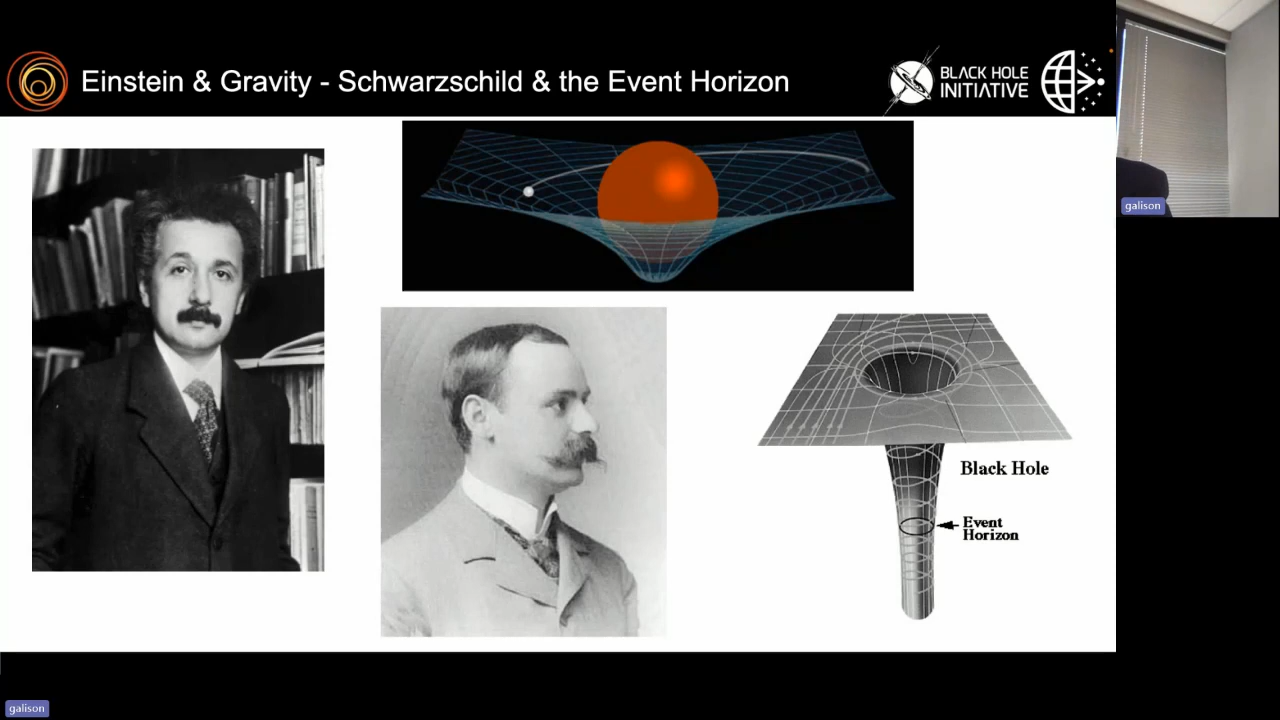 Einstein & Gravity - Schwarzschild & the Event Horizon
BLACK HOLE
INITIATIVE
galison
Black Hole
Event
Horizon
galison